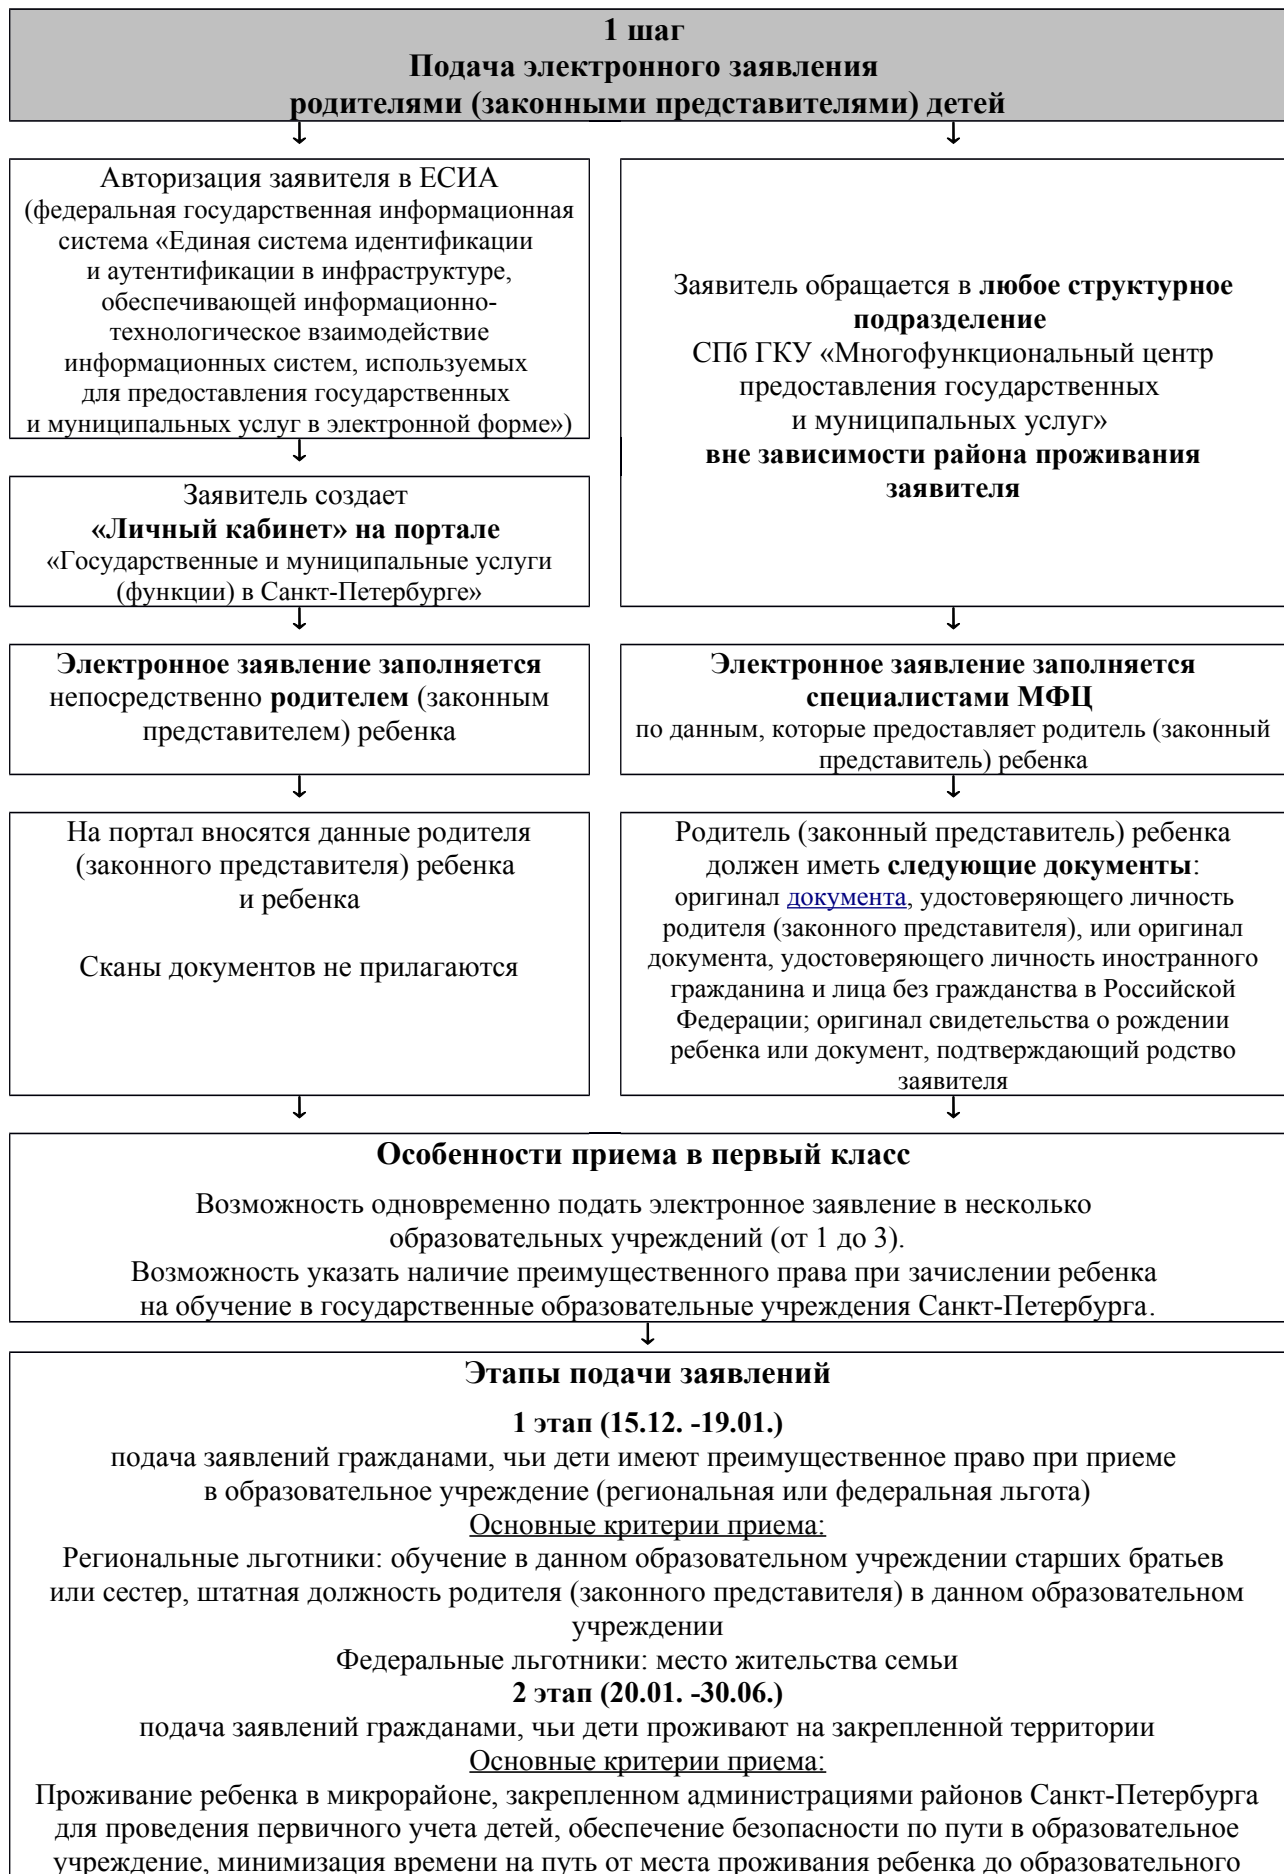 1 шаг
Подача электронного заявления
родителями (законными представителями) детей
↓
↓
Авторизация заявителя в ЕСИА
(федеральная государственная информационная
система «Единая система идентификации
и аутентификации в инфраструктуре,
обеспечивающей информационно-
технологическое взаимодействие
информационных систем, используемых
для предоставления государственных
и муниципальных услуг в электронной форме»)
↓
Заявитель создает
«Личный кабинет» на портале
«Государственные и муниципальные услуги
(функции) в Санкт-Петербурге»
↓
Заявитель обращается в любое структурное
подразделение
СПб ГКУ «Многофункциональный центр
предоставления государственных
и муниципальных услуг»
вне зависимости района проживания
заявителя
↓
Электронное заявление заполняется
непосредственно родителем (законным
представителем) ребенка
↓
Электронное заявление заполняется
специалистами МФЦ
по данным, которые предоставляет родитель (законный
представитель) ребенка
↓
На портал вносятся данные родителя
(законного представителя) ребенка
и ребенка
Сканы документов не прилагаются
↓
Родитель (законный представитель) ребенка
должен иметь следующие документы:
оригинал документа, удостоверяющего личность
родителя (законного представителя), или оригинал
документа, удостоверяющего личность иностранного
гражданина и лица без гражданства в Российской
Федерации; оригинал свидетельства о рождении
ребенка или документ, подтверждающий родство
заявителя
↓
Особенности приема в первый класс
Возможность одновременно подать электронное заявление в несколько
образовательных учреждений (от 1 до 3).
Возможность указать наличие преимущественного права при зачислении ребенка
на обучение в государственные образовательные учреждения Санкт-Петербурга.
↓
Этапы подачи заявлений
1 этап (15.12. -19.01.)
подача заявлений гражданами, чьи дети имеют преимущественное право при приеме
в образовательное учреждение (региональная или федеральная льгота)
Основные критерии приема:
Региональные льготники: обучение в данном образовательном учреждении старших братьев
или сестер, штатная должность родителя (законного представителя) в данном образовательном
учреждении
Федеральные льготники: место жительства семьи
2 этап (20.01. -30.06.)
подача заявлений гражданами, чьи дети проживают на закрепленной территории
Основные критерии приема:
Проживание ребенка в микрорайоне, закрепленном администрациями районов Санкт-Петербурга
для проведения первичного учета детей, обеспечение безопасности по пути в образовательное
учреждение, минимизация времени на путь от места проживания ребенка до образовательного